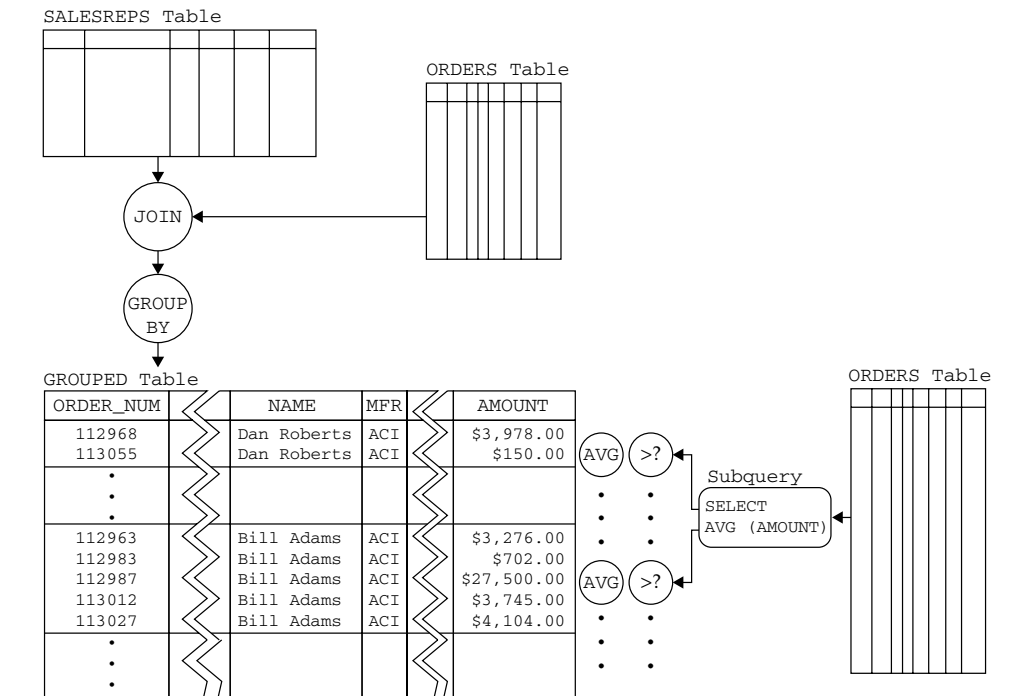 SALESREPS Table
ORDERS Table
JOIN
GROUP
BY
GROUPED Table
ORDER_NUM NAME MFR AMOUNT
112968 Dan Roberts ACI $3,978.00
113055 Dan Roberts ACI $150.00
112963 Bill Adams ACI $3,276.00
112983 Bill Adams ACI $702.00
112987 Bill Adams ACI $27,500.00
113012 Bill Adams ACI $3,745.00
113027 Bill Adams ACI $4,104.00
AVG >?
AVG >?
Subquery
SELECT
AVG (AMOUNT)
ORDERS Table